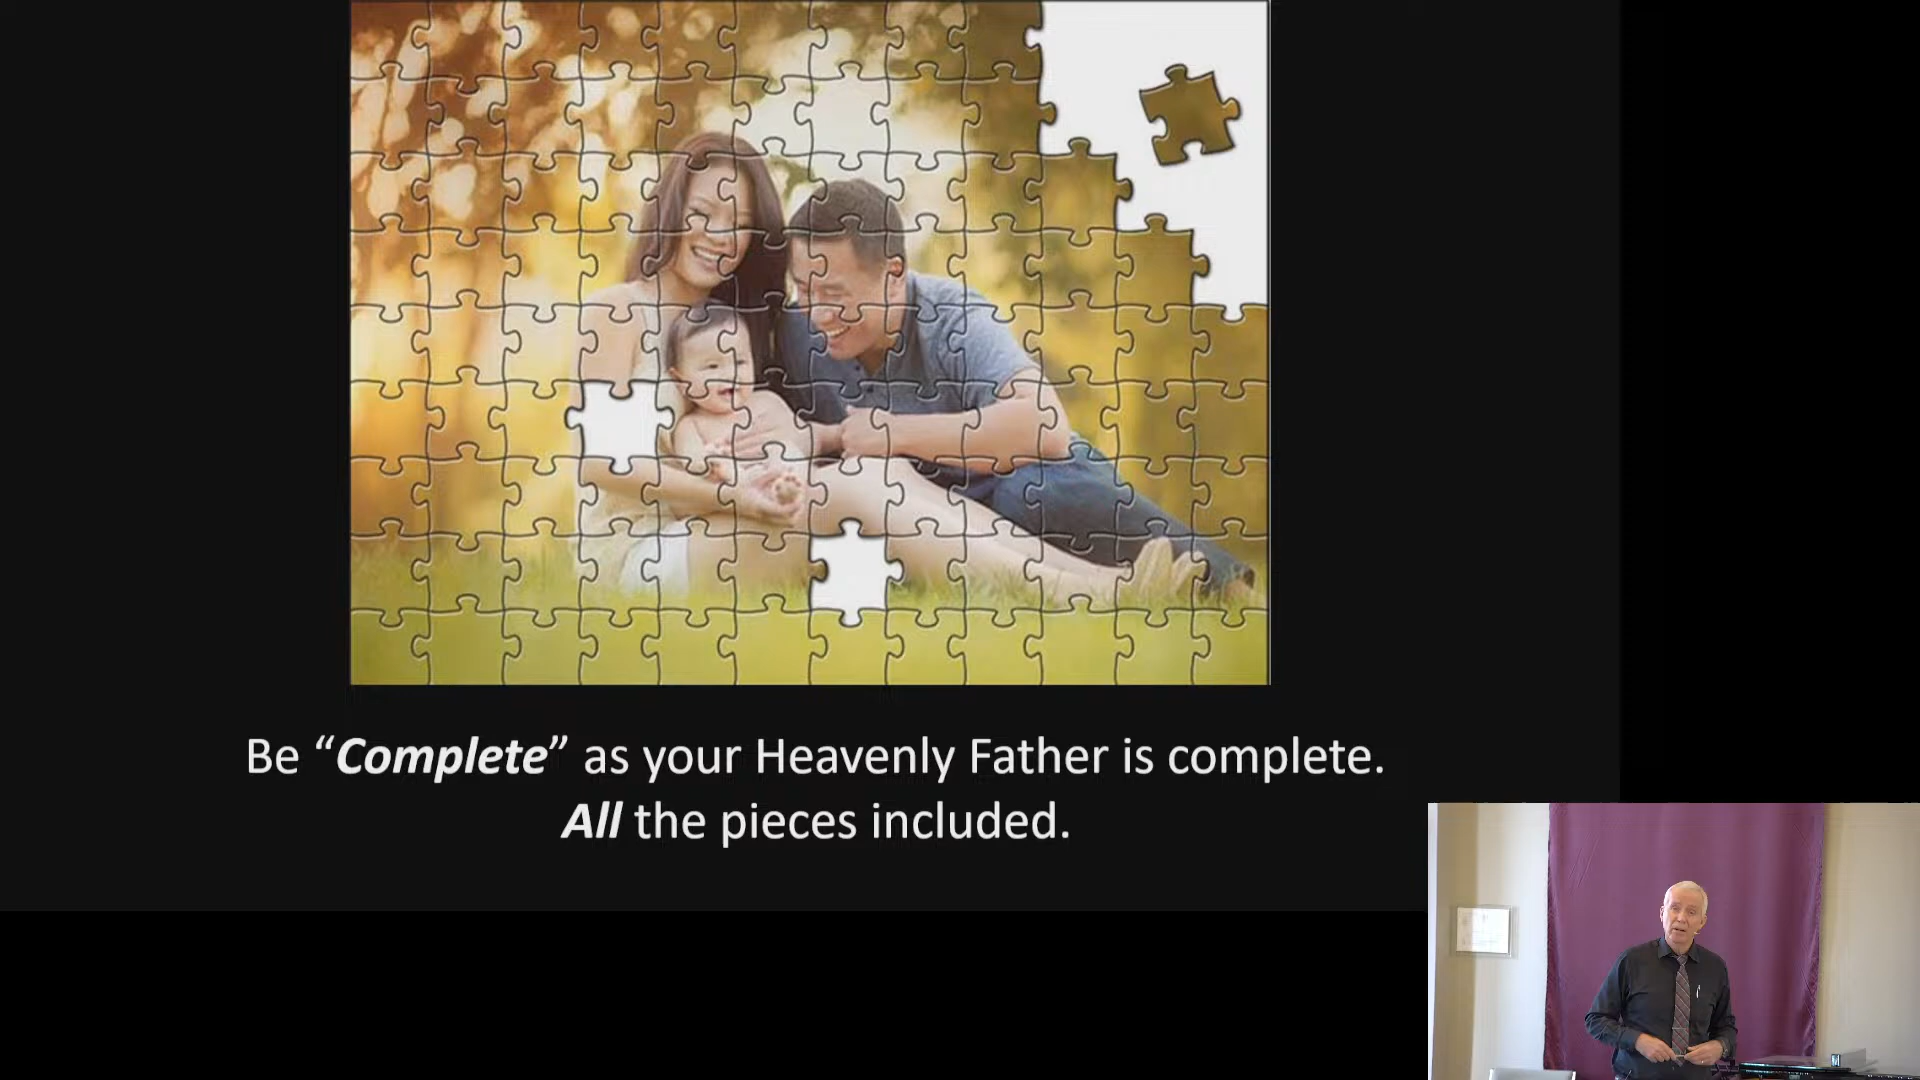 Be “Complete” as your Heavenly Father is complete.
All the pieces included.